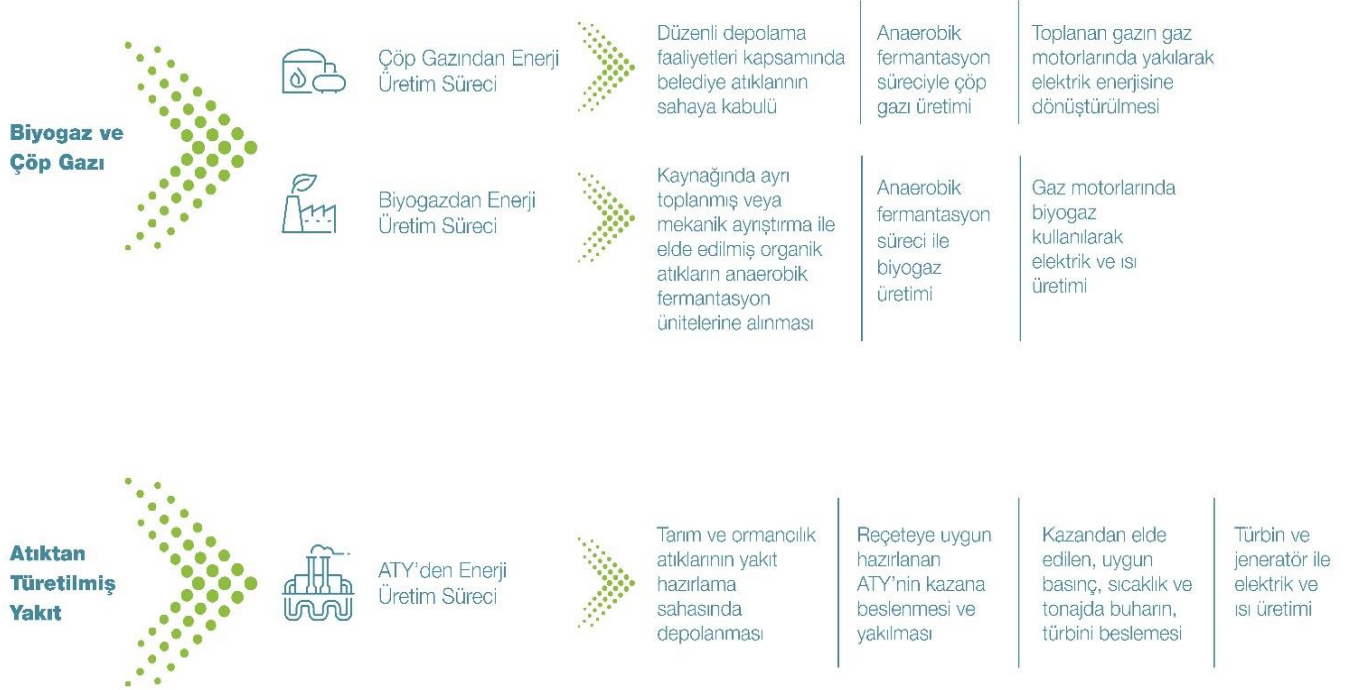 Biyogaz ve
Çöp Gazı
Çöp Gazından Enerji
Üretim Süreci
Düzenli depolama
faaliyetleri kapsamında
belediye atıklarının
sahaya kabulü
Anaerobik
fermantasyon
süreciyle çöp
gazı üretimi
Toplanan gazın gaz
motorlarında yakılarak
elektrik enerjisine
dönüştürülmesi
Biyogazdan Enerji
Üretim Süreci
Kaynağında ayrı
toplanmış veya
mekanik ayrıştırma ile
elde edilmiş organik
atıkların anaerobik
fermantasyon
ünitelerine alınması
Anaerobik
fermantasyon
süreci ile
biyogaz
üretimi
Gaz motorlarında
biyogaz
kullanılarak
elektrik ve ısı
üretimi
Atıktan
Türetilmiş
Yakıt
ATY'den Enerji
Üretim Süreci
Tarım ve ormancılık
atıklarının yakıt
hazırlama
sahasında
depolanması
Reçeteye uygun
hazırlanan
ATY'nin kazana
beslenmesi ve
yakılması
Kazandan elde
edilen, uygun
basınç, sıcaklık ve
tonajda buharın,
türbini beslemesi
Türbin ve
jeneratör ile
elektrik ve
ısı üretimi